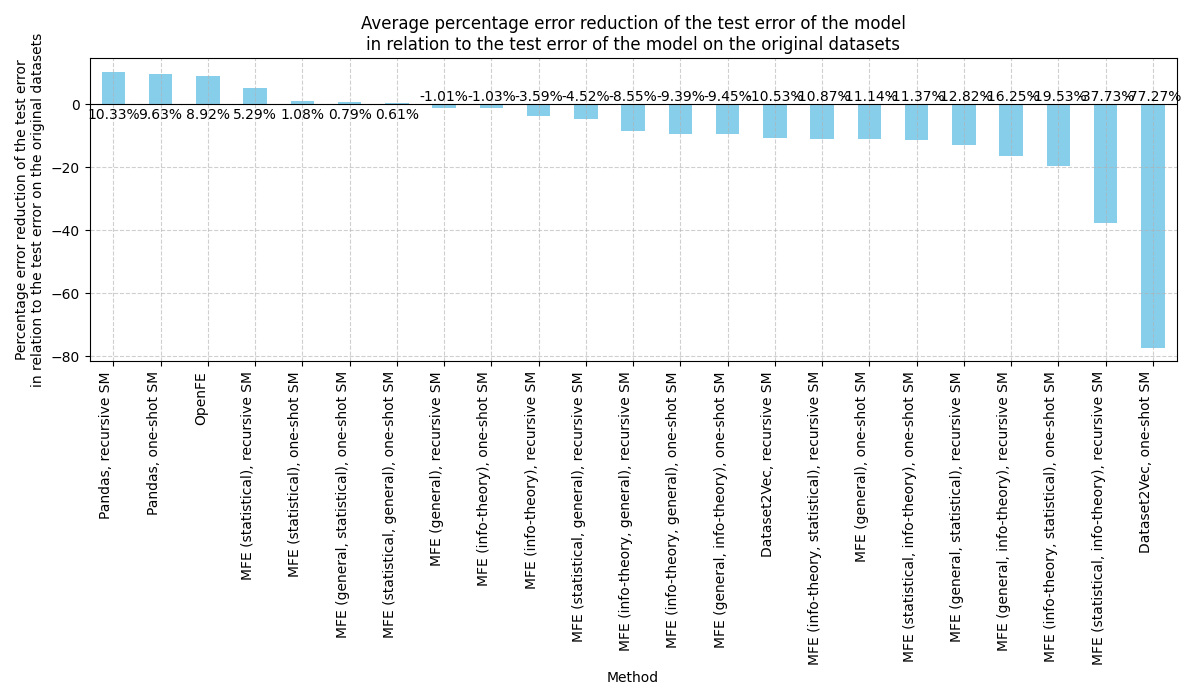 Average percentage error reduction of the test error of the model
in relation to the test error of the model on the original datasets
Percentage error reduction of the test error
in relation to the test error on the original datasets
0
−20
−40
−60
−80
10.33%
9.63%
8.92%
5.29%
1.08%
0.79%
0.61%
-1.01%
-1.03%
-3.59%
-4.52%
-8.55%
-9.39%
-9.45%
-10.53%
-10.87%
-11.14%
-11.37%
-12.82%
-16.25%
-19.53%
-37.73%
-77.27%
Pandas, recursive SM
Pandas, one-shot SM
OpenFE
MFE (statistical), recursive SM
MFE (statistical), one-shot SM
MFE (general, statistical), one-shot SM
MFE (statistical, general), one-shot SM
MFE (general), recursive SM
MFE (info-theory), one-shot SM
MFE (info-theory), recursive SM
MFE (statistical, general), recursive SM
MFE (info-theory, general), recursive SM
MFE (info-theory, general), one-shot SM
MFE (general, info-theory), one-shot SM
Dataset2Vec, recursive SM
MFE (info-theory, statistical), recursive SM
MFE (general), one-shot SM
MFE (statistical, info-theory), one-shot SM
MFE (general, statistical), recursive SM
MFE (general, info-theory), recursive SM
MFE (info-theory, statistical), one-shot SM
MFE (statistical, info-theory), recursive SM
Dataset2Vec, one-shot SM
Method